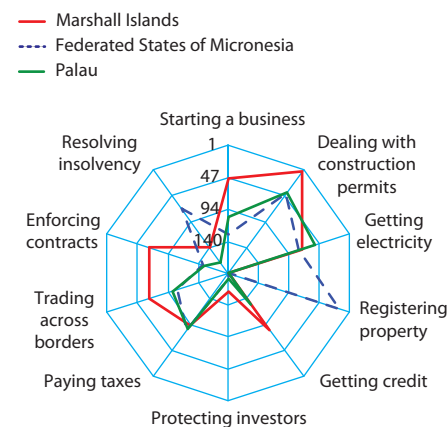 Marshall Islands
Federated States of Micronesia
Palau
Starting a business
1
47
94
140
Dealing with
construction
permits
Getting
electricity
Registering
property
Getting credit
Protecting investors
Paying taxes
Trading
across
borders
Enforcing
contracts
Resolving
insolvency